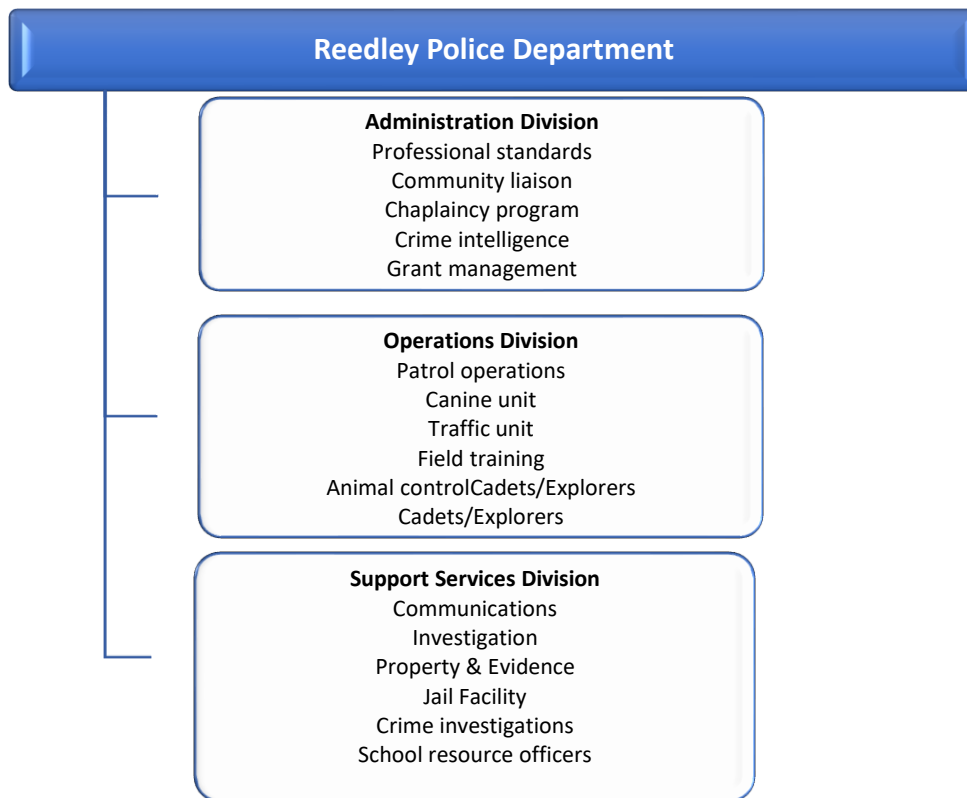 Reedley Police Department
Administration Division
Professional standards
Community liaison
Chaplaincy program
Crime intelligence
Grant management
Operations Division
Patrol operations
Canine unit
Traffic unit
Field training
Animal controlCadets/Explorers
Cadets/Explorers
Support Services Division
Communications
Investigation
Property & Evidence
Jail Facility
Crime investigations
School resource officers